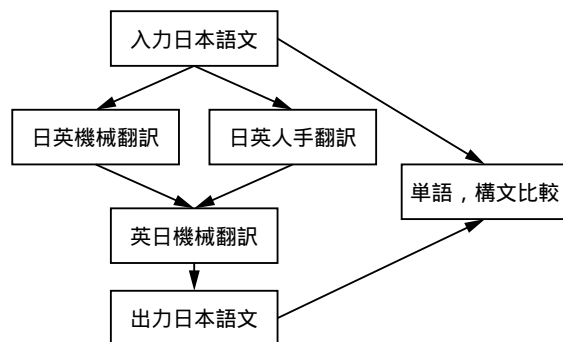 入力日本語文
日英機械翻訳
日英人手翻訳
単語，構文比較
英日機械翻訳
出力日本語文